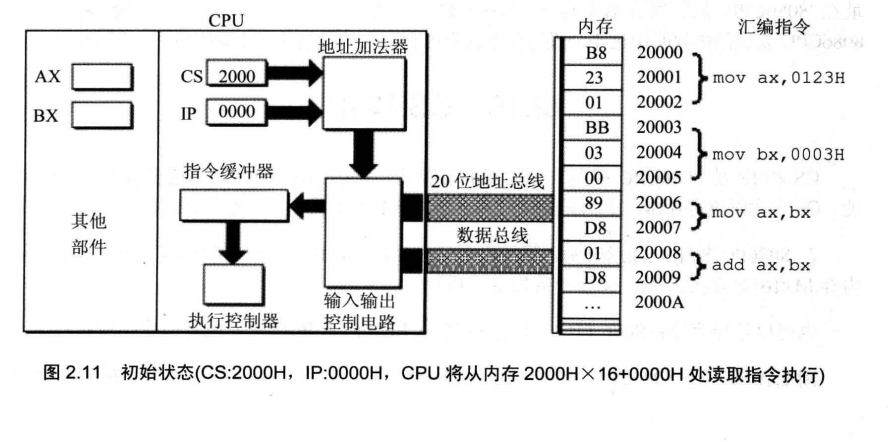 CPU
内存
汇编指令
地址加法器
AX
BX
CS 2000
IP 0000
指令缓冲器
其他
部件
执行控制器
输入输出
控制电路
20 位地址总线
数据总线
B8 20000
23 20001 mov ax,0123H
01 20002
BB 20003
03 20004 mov bx,0003H
00 20005
89 20006
mov ax,bx
D8 20007
01 20008
add ax,bx
D8 20009
… 2000A
图 2.11 初始状态(CS:2000H，IP:0000H，CPU 将从内存 2000H×16+0000H 处读取指令执行)